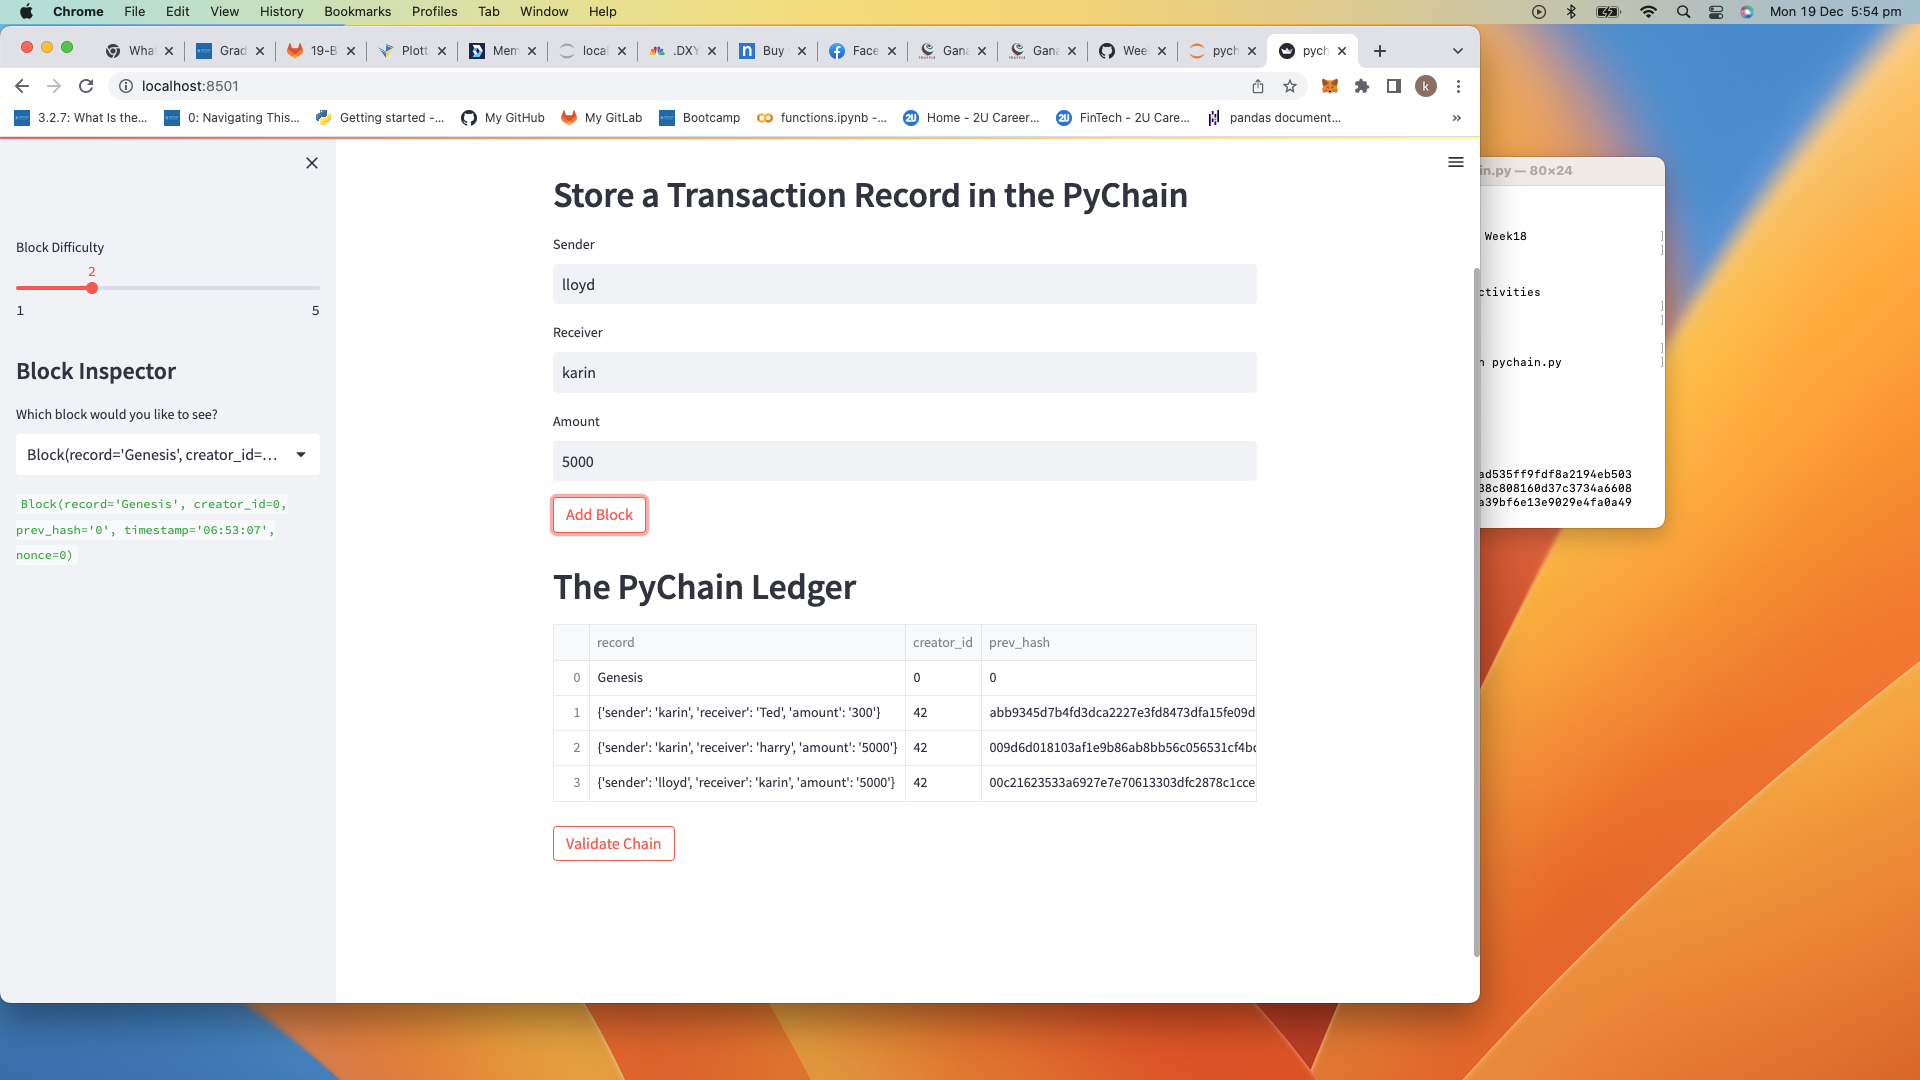 Chrome File Edit View History Bookmarks Profiles Tab Window Help Mon 19 Dec 5:54 pm
What Grad 19-B Plott Mem local .DXY Buy Face Gana Gana Wee pych pych
localhost:8501 k
3.2.7: What Is the... 0: Navigating This... Getting started -... My GitHub My GitLab Bootcamp functions.ipynb -... Home - 2U Career... FinTech - 2U Care... pandas document... »
in.py — 80×24
Week18
ctivities
pychain.py
ad535ff9fdf8a2194eb503
38c808160d37c3734a6608
a39bf6e13e9029e4fa0a49
Block Difficulty
2
1 5
Block Inspector
Which block would you like to see?
Block(record='Genesis', creator_id=...
Block(record='Genesis', creator_id=0,
prev_hash='0', timestamp='06:53:07',
nonce=0)
Store a Transaction Record in the PyChain
Sender
lloyd
Receiver
karin
Amount
5000
Add Block
The PyChain Ledger
record creator_id prev_hash
0 Genesis 0 0
1 {'sender': 'karin', 'receiver': 'Ted', 'amount': '300'} 42 abb9345d7b4fd3dca2227e3fd8473dfa15fe09d
2 {'sender': 'karin', 'receiver': 'harry', 'amount': '5000'} 42 009d6d018103af1e9b86ab8bb56c056531cf4bc
3 {'sender': 'lloyd', 'receiver': 'karin', 'amount': '5000'} 42 00c21623533a6927e7e70613303dfc2878c1cce
Validate Chain